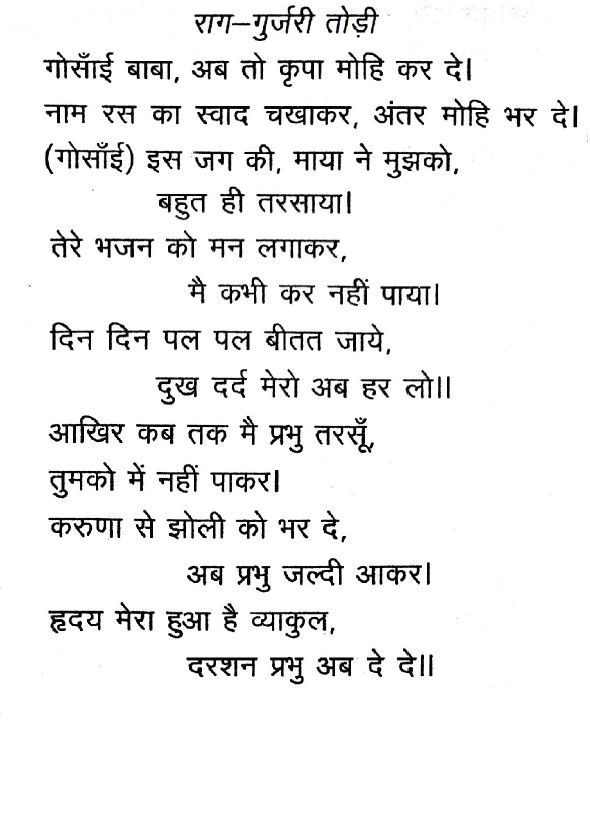 राग–गुर्जरी तोड़ी
गोसाँई बाबा, अब तो कृपा मोहि कर दे।
नाम रस का स्वाद चखाकर, अंतर मोहि भर दे।
(गोसाँई) इस जग की, माया ने मुझको,
बहुत ही तरसाया।
तेरे भजन को मन लगाकर,
मै कभी कर नहीं पाया।
दिन दिन पल पल बीतत जाये,
दुख दर्द मेरो अब हर लो॥
आखिर कब तक मै प्रभु तरसूँ,
तुमको में नहीं पाकर।
करुणा से झोली को भर दे,
अब प्रभु जल्दी आकर।
हृदय मेरा हुआ है व्याकुल,
दरशन प्रभु अब दे दे॥